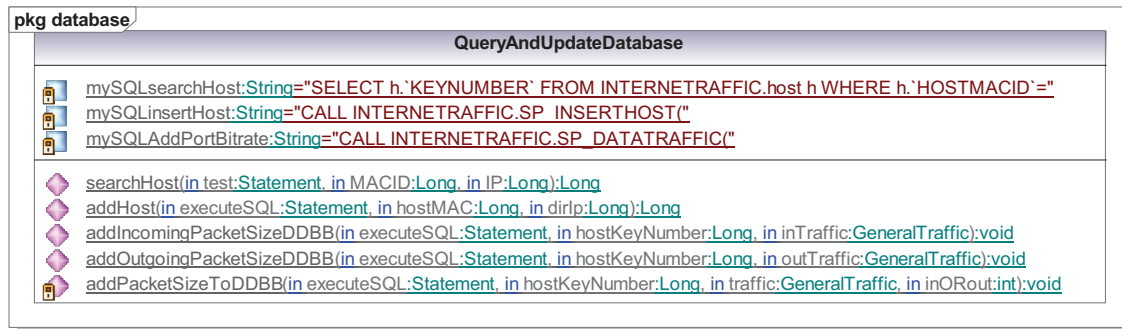 pkg database
QueryAndUpdateDatabase
mySQLsearchHost:String="SELECT h.`KEYNUMBER` FROM INTERNETRAFFIC.host h WHERE h.`HOSTMACID`="
mySQLinsertHost:String="CALL INTERNETRAFFIC.SP_INSERTHOST("
mySQLAddPortBitrate:String="CALL INTERNETRAFFIC.SP_DATATRAFFIC("
searchHost(in test:Statement, in MACID:Long, in IP:Long):Long
addHost(in executeSQL:Statement, in hostMAC:Long, in dirIp:Long):Long
addIncomingPacketSizeDDBB(in executeSQL:Statement, in hostKeyNumber:Long, in inTraffic:GeneralTraffic):void
addOutgoingPacketSizeDDBB(in executeSQL:Statement, in hostKeyNumber:Long, in outTraffic:GeneralTraffic):void
addPacketSizeToDDBB(in executeSQL:Statement, in hostKeyNumber:Long, in traffic:GeneralTraffic, in inORout:int):void